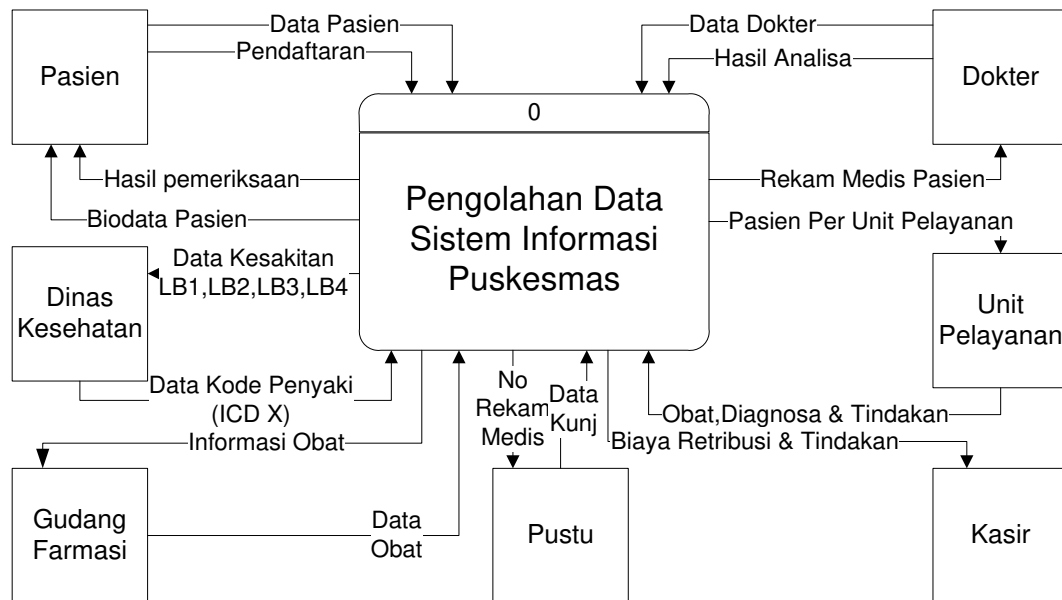 Data Pasien
Pendaftaran
Pasien
Data Dokter
Hasil Analisa
Dokter
0
Pengolahan Data
Sistem Informasi
Puskesmas
Hasil pemeriksaan
Biodata Pasien
Rekam Medis Pasien
Pasien Per Unit Pelayanan
Data Kesakitan
LB1,LB2,LB3,LB4
Dinas
Kesehatan
Unit
Pelayanan
Data Kode Penyaki
(ICD X)
Informasi Obat
No
Rekam
Medis
Data
Kunj
Obat,Diagnosa & Tindakan
Biaya Retribusi & Tindakan
Gudang
Farmasi
Data
Obat
Pustu
Kasir